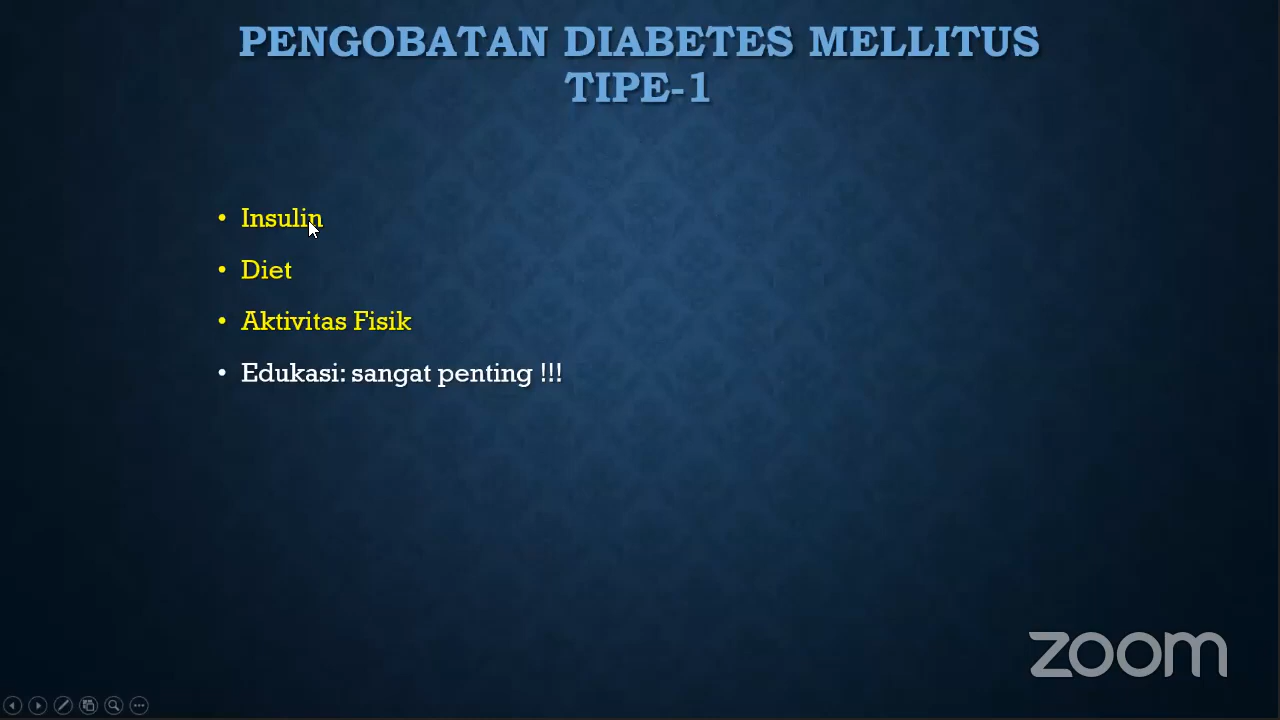 PENGOBATAN DIABETES MELLITUS
TIPE-1
• Insulin
• Diet
• Aktivitas Fisik
• Edukasi: sangat penting !!!
zoom